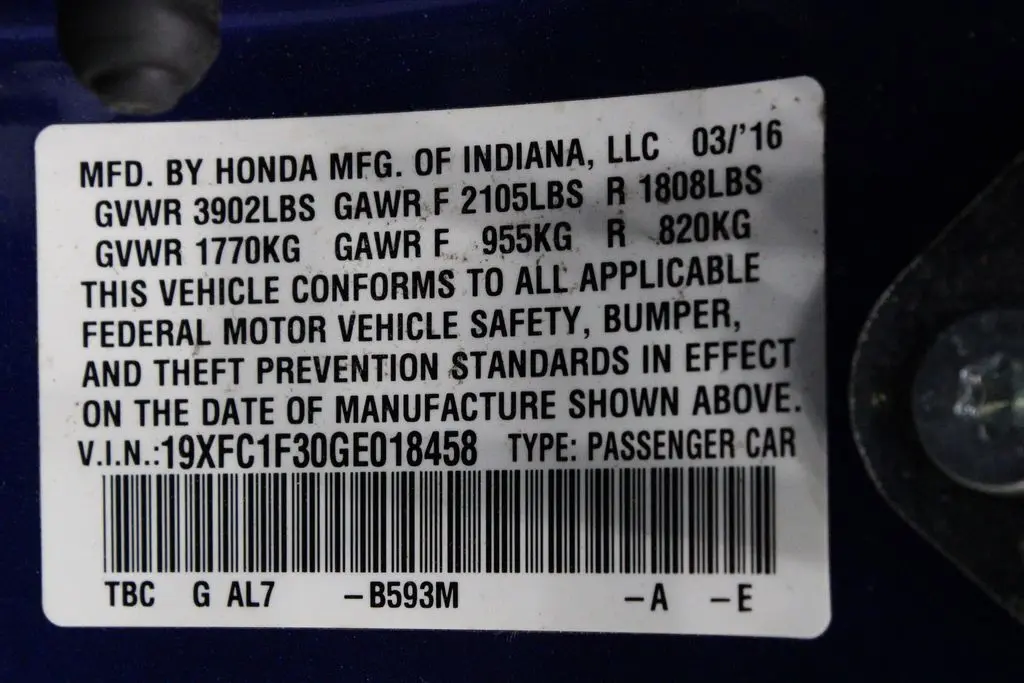 MFD. BY HONDA MFG. OF INDIANA, LLC 03/'16
GVWR 3902LBS GAWR F 2105LBS R 1808LBS
GVWR 1770KG GAWR F 955KG R 820KG
THIS VEHICLE CONFORMS TO ALL APPLICABLE
FEDERAL MOTOR VEHICLE SAFETY, BUMPER,
AND THEFT PREVENTION STANDARDS IN EFFECT
ON THE DATE OF MANUFACTURE SHOWN ABOVE.
V.I.N.:19XFC1F30GE018458 TYPE: PASSENGER CAR
TBC G AL7 -B593M -A -E